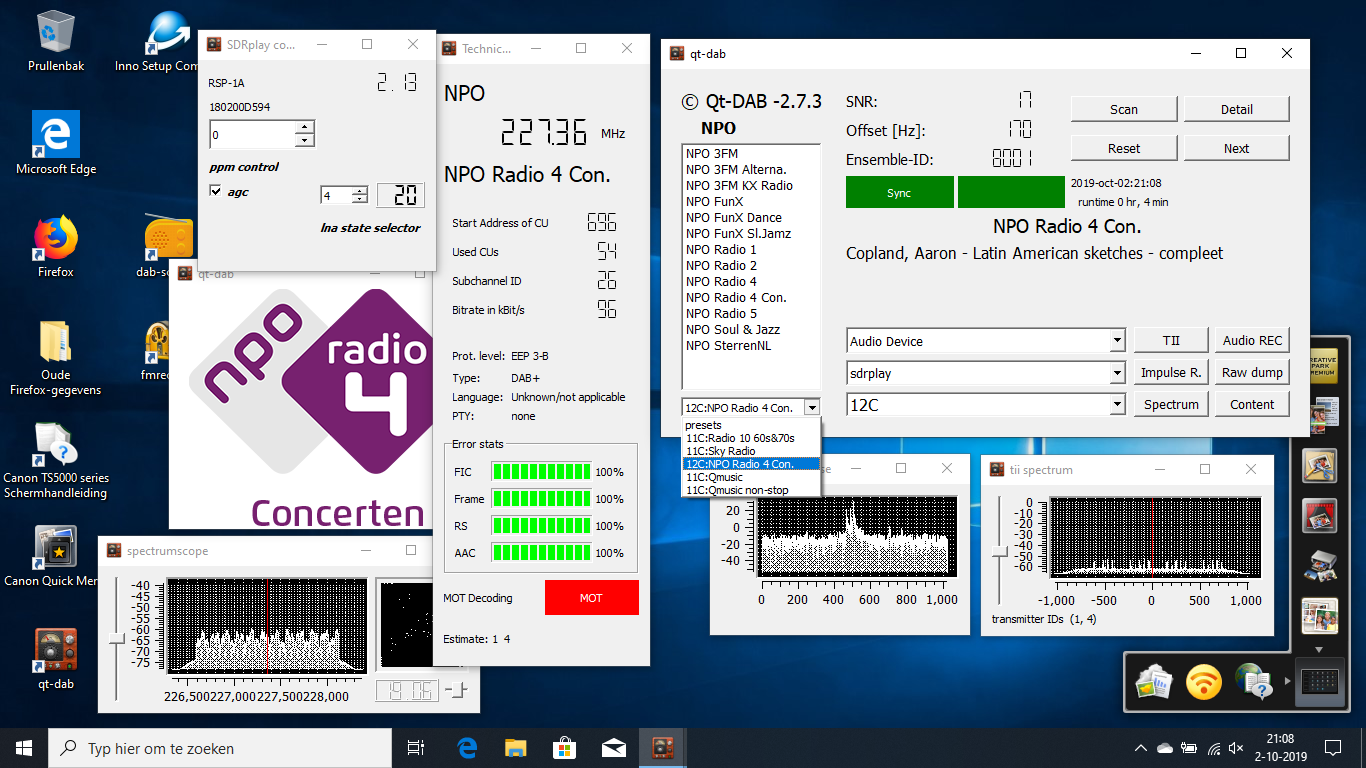 Prullenbak
Inno Setup Com
Microsoft Edge
Firefox
dab-sc
Oude
Firefox-gegevens
fmrec
Canon TS5000 series
Schermhandleiding
Canon Quick Men
qt-dab
SDRplay co...
RSP-1A
2.13
180200D594
0
ppm control
agc
4
20
lna state selector
qt-dab
npo
radio
4
Concerten
Technic...
NPO
227.36 MHz
NPO Radio 4 Con.
Start Address of CU 696
Used CUs 54
Subchannel ID 26
Bitrate in kBit/s 96
Prot. level: EEP 3-B
Type: DAB+
Language: Unknown/not applicable
PTY: none
Error stats
FIC 100%
Frame 100%
RS 100%
AAC 100%
MOT Decoding MOT
Estimate: 1 4
spectrumscope
-40
-45
-50
-55
-60
-65
-70
-75
226,500 227,000 227,500 228,000
19.06
qt-dab
© Qt-DAB -2.7.3
NPO
NPO 3FM
NPO 3FM Alterna.
NPO 3FM KX Radio
NPO FunX
NPO FunX Dance
NPO FunX Sl.Jamz
NPO Radio 1
NPO Radio 2
NPO Radio 4
NPO Radio 4 Con.
NPO Radio 5
NPO Soul & Jazz
NPO SterrenNL
12C:NPO Radio 4 Con.
presets
11C:Radio 10 60s&70s
11C:Sky Radio
12C:NPO Radio 4 Con.
11C:Qmusic
11C:Qmusic non-stop
SNR: 17
Offset [Hz]: 170
Ensemble-ID: 8001
Scan Detail
Reset Next
Sync
2019-oct-02:21:08
runtime 0 hr, 4 min
NPO Radio 4 Con.
Copland, Aaron - Latin American sketches - compleet
Audio Device TII Audio REC
sdrplay Impulse R. Raw dump
12C Spectrum Content
20
0
-20
-40
0 200 400 600 800 1,000
tii spectrum
0
-10
-20
-30
-40
-50
-60
-1,000 -500 0 500 1,000
transmitter IDs (1, 4)
CREATIVE
PARK
PREMIUM
Typ hier om te zoeken
21:08
2-10-2019